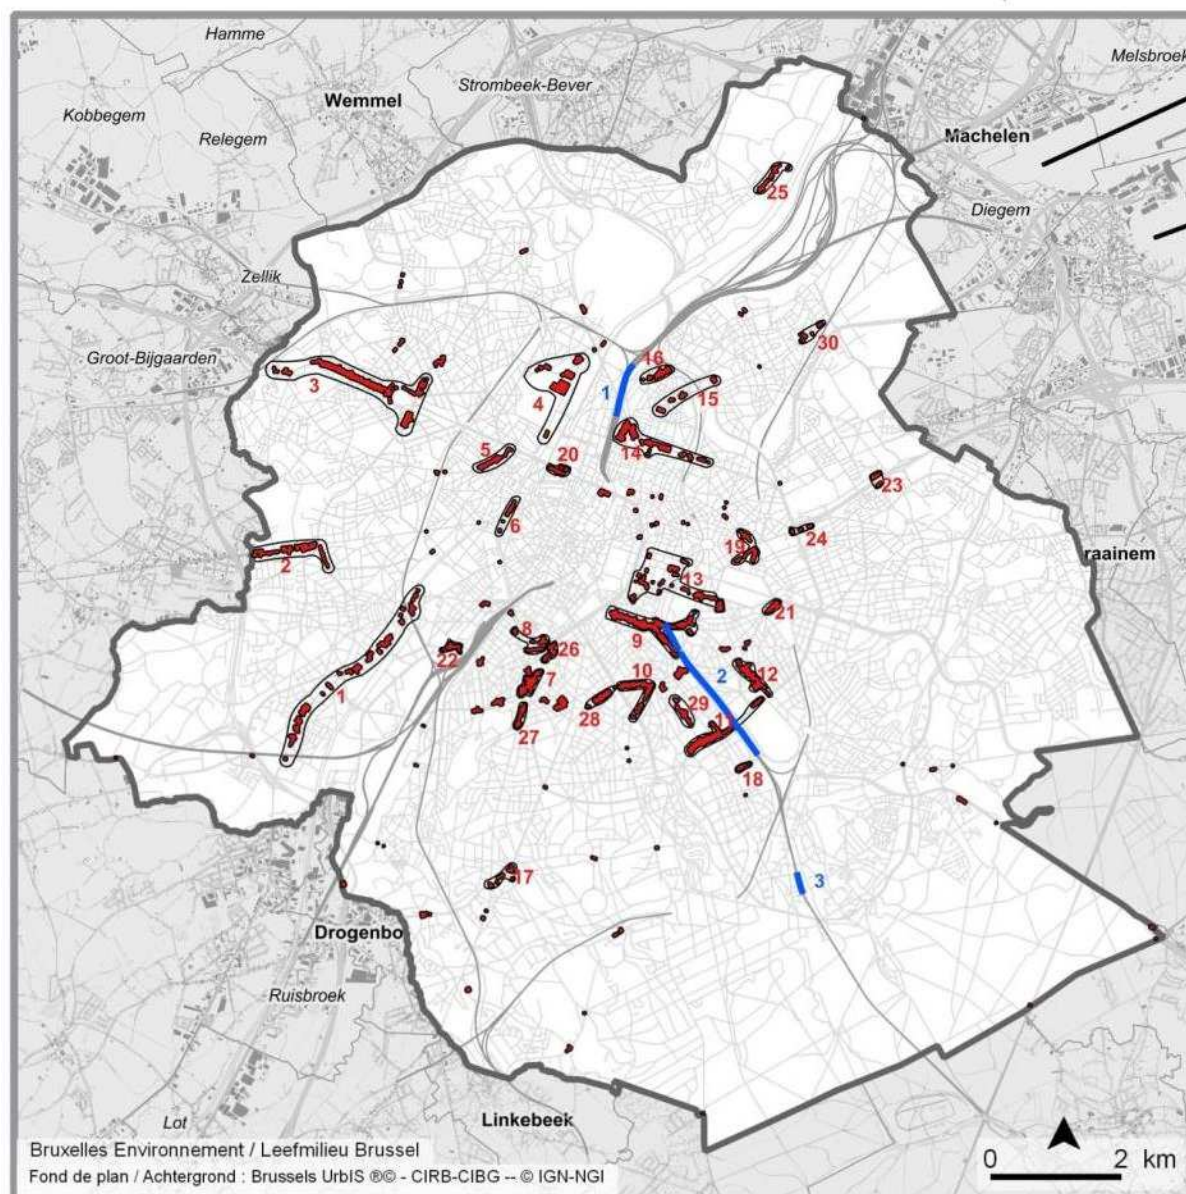 Hamme
Melsbroek
Strombeek-Bever
Wemmel
Kobbegem
Relegem
Machelen
25
Diegem
Zellik
30
Groot-Bijgaarden
16
3
1
15
4
14
5
20
23
6
19
24
2
13
raainem
21
8
9
26
22
2
12
10
7
1
29
28
11
27
18
17
3
Drogenbo
Ruisbroek
Lot
Linkebeek
Bruxelles Environnement / Leefmilieu Brussel
0 2 km
Fond de plan / Achtergrond : Brussels UrbIS ®© - CIRB-CIBG -- © IGN-NGI